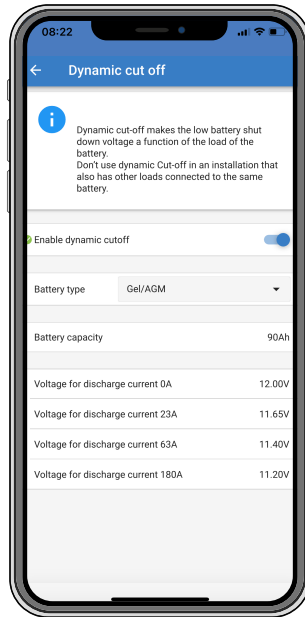 08:22
Dynamic cut off
Dynamic cut-off makes the low battery shut
down voltage a function of the load of the
battery.
Don't use dynamic Cut-off in an installation that
also has other loads connected to the same
battery.
Enable dynamic cutoff
Battery type Gel/AGM
Battery capacity 90Ah
Voltage for discharge current 0A 12.00V
Voltage for discharge current 23A 11.65V
Voltage for discharge current 63A 11.40V
Voltage for discharge current 180A 11.20V